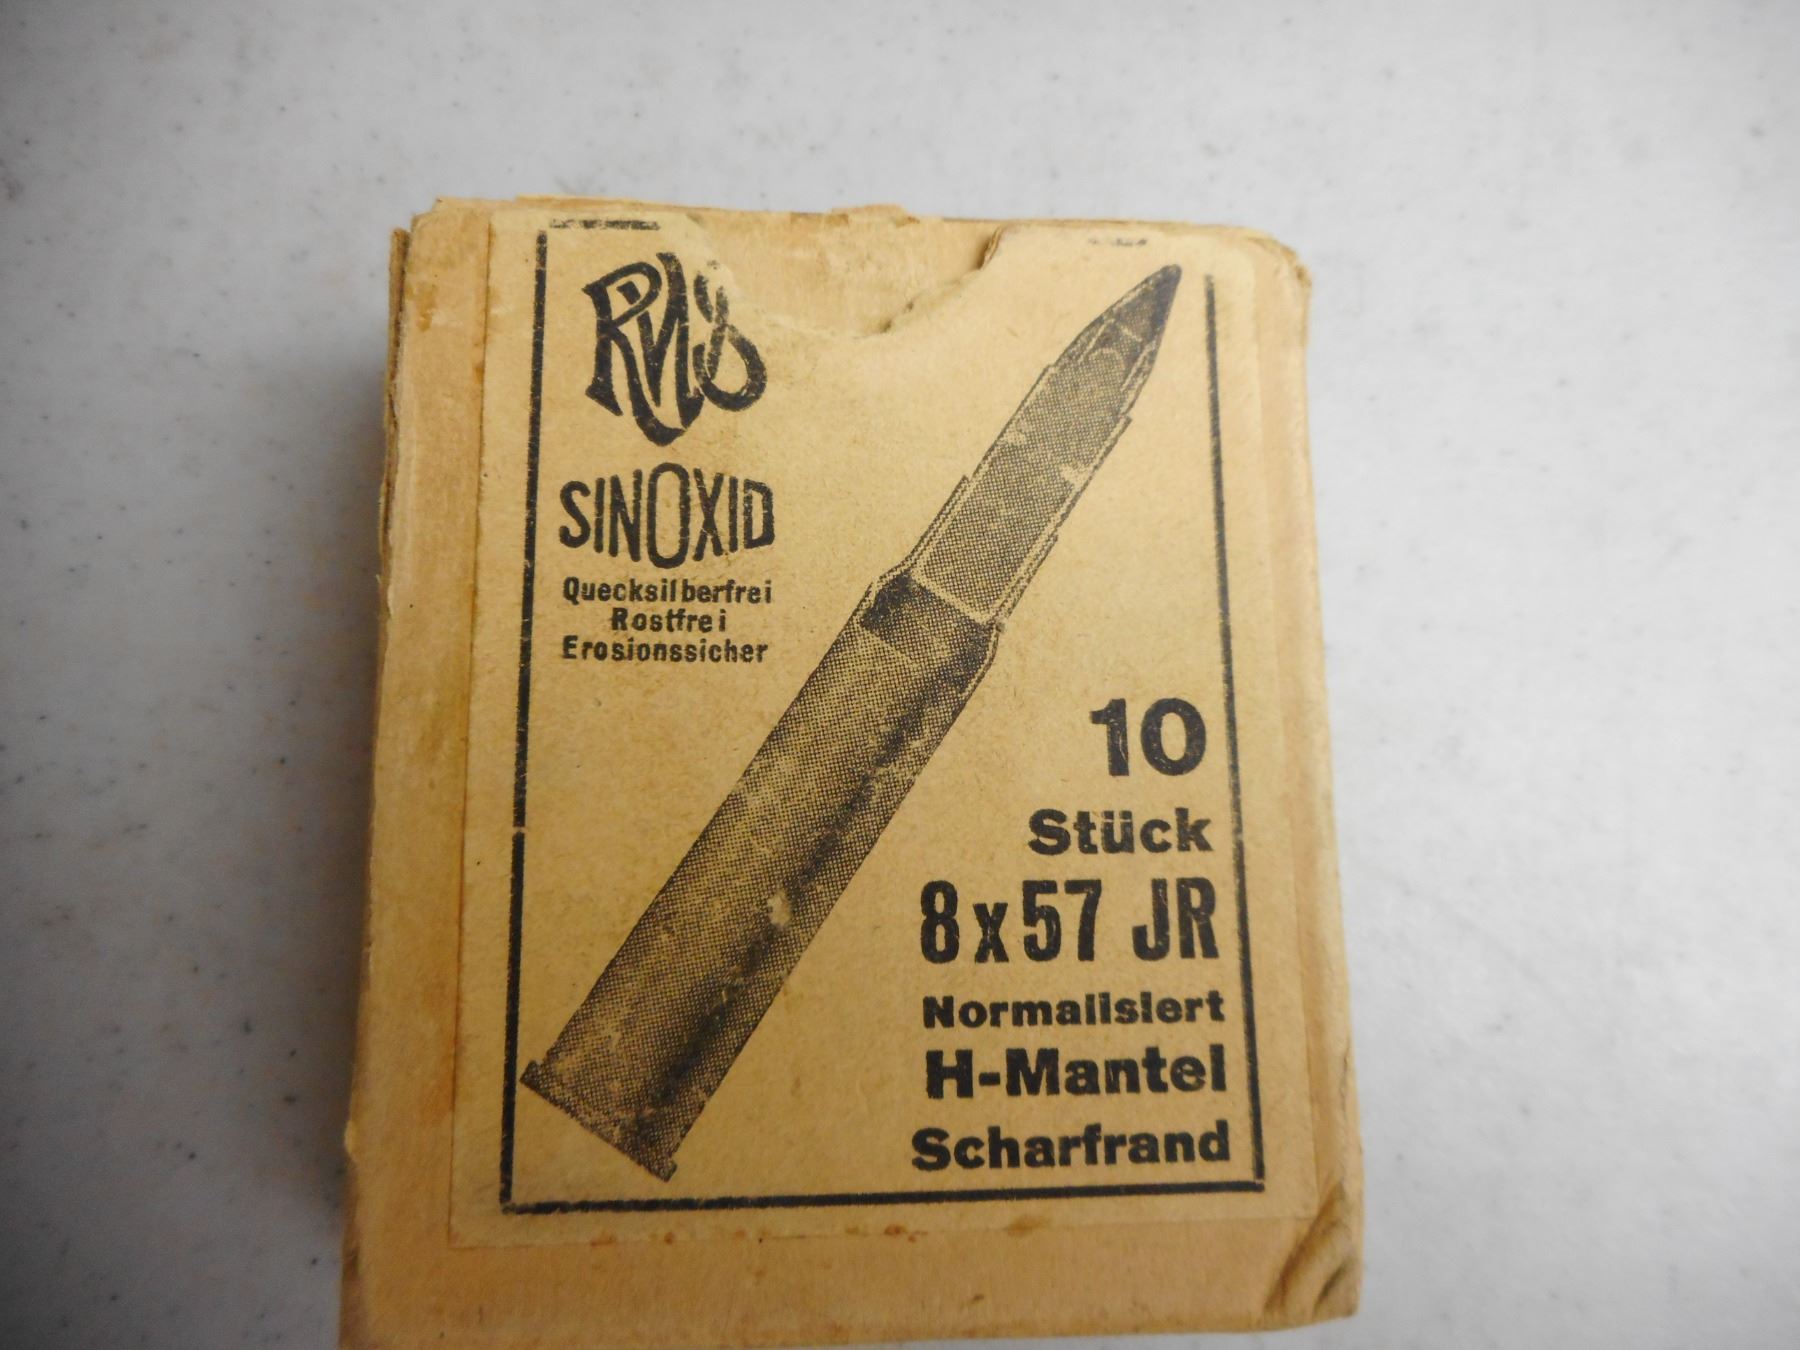 RWS
SINOXID
Quecksilberfrei
Rostfrei
Erosionssicher
10
Stück
8x57 JR
Normalisiert
H-Mantel
Scharfrand